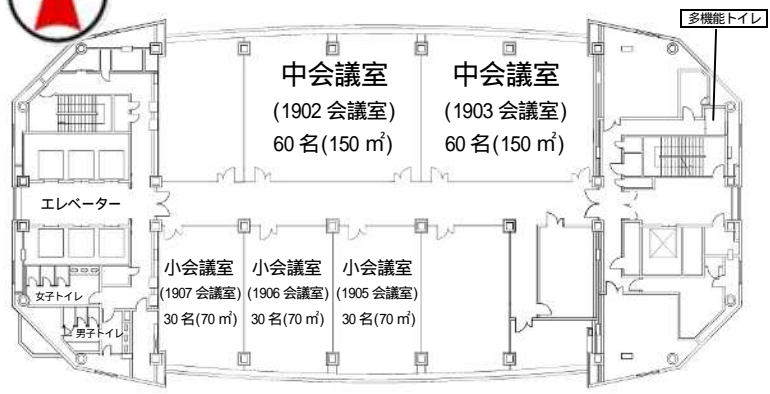 多機能トイレ
中会議室
(1902 会議室)
60 名(150 ㎡)
中会議室
(1903 会議室)
60 名(150 ㎡)
エレベーター
小会議室
(1907 会議室)
30 名(70 ㎡)
小会議室
(1906 会議室)
30 名(70 ㎡)
小会議室
(1905 会議室)
30 名(70 ㎡)
女子トイレ
男子トイレ